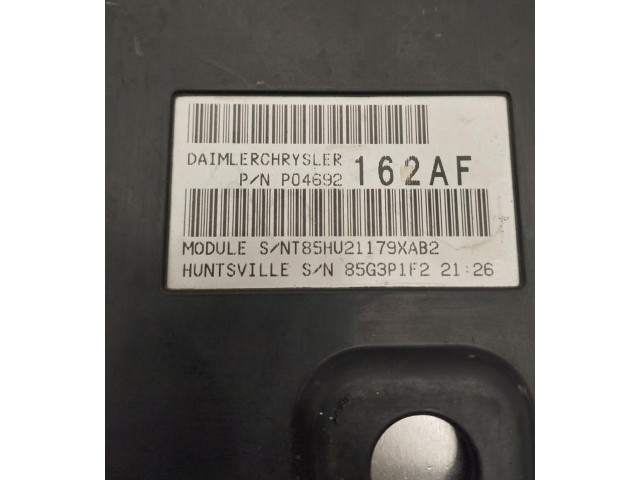 DAIMLERCHRYSLER
P/N P04692 162AF
MODULE S/NT85HU21179XAB2
HUNTSVILLE S/N 85G3P1F2 21:26